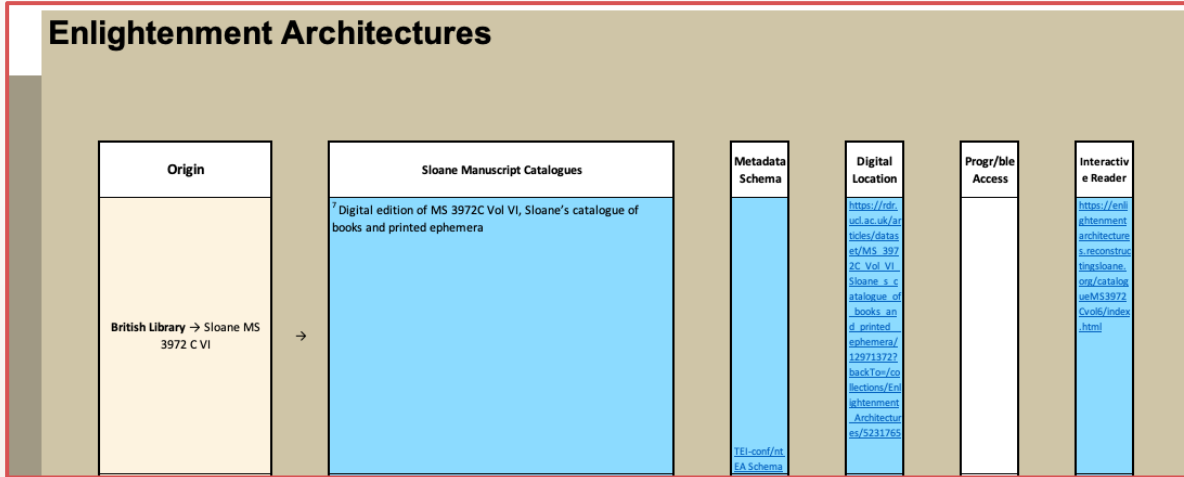 Enlightenment Architectures
Origin
Sloane Manuscript Catalogues
Metadata
Schema
Digital
Location
Progr/ble
Access
Interactiv
e Reader
British Library → Sloane MS
3972 C VI
→
7 Digital edition of MS 3972C Vol VI, Sloane’s catalogue of
books and printed ephemera
TEI-conf/nt
EA Schema
https://rdr.
ucl.ac.uk/ar
ticles/datas
et/MS_397
2C_Vol_VI_
Sloane_s_c
atalogue_of
_books_an
d_printed_
ephemera/
12971372?
backTo=/co
llections/Enl
ightenment
_Architectur
es/5231765
https://enli
ghtenment
architecture
s.reconstruc
tingsloane.
org/catalog
ueMS3972
Cvol6/index
.html